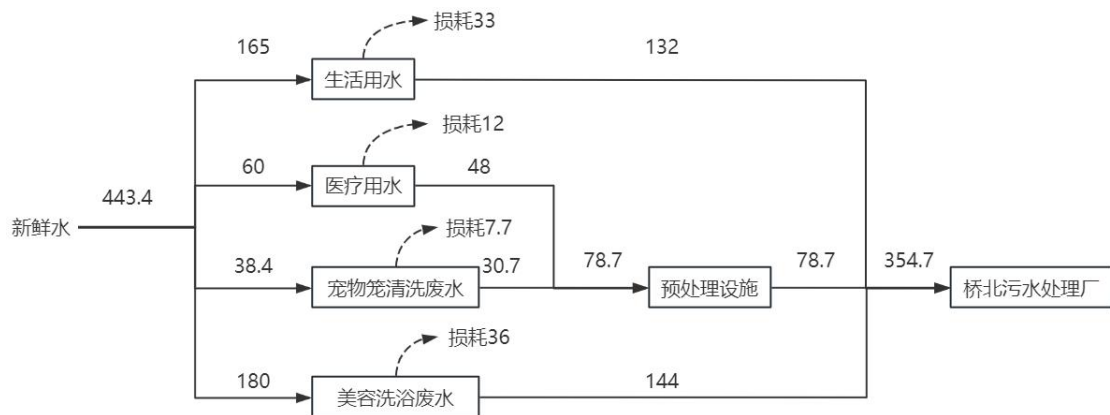 损耗33
165
132
生活用水
损耗12
60
48
医疗用水
443.4
新鲜水
损耗7.7
38.4
30.7
78.7
78.7
354.7
宠物笼清洗废水
预处理设施
桥北污水处理厂
损耗36
180
144
美容洗浴废水